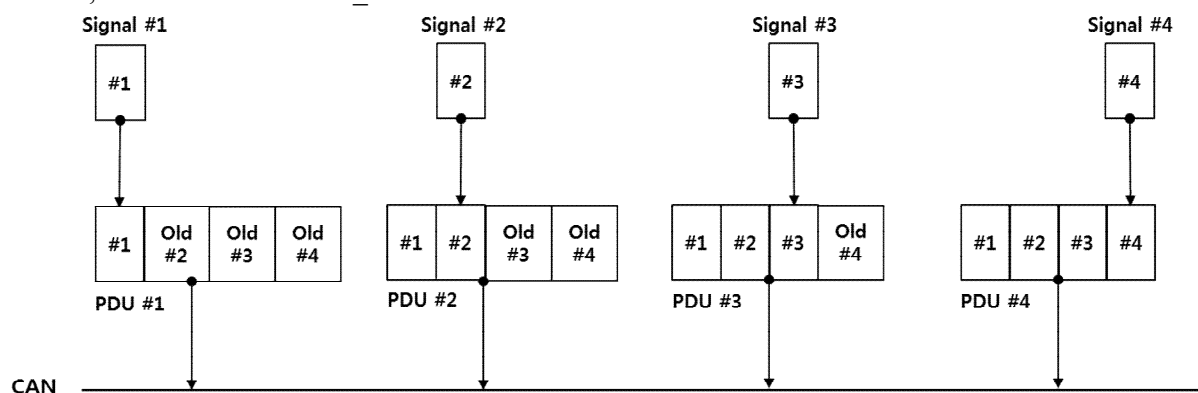 Signal #1
Signal #2
Signal #3
Signal #4
#1
#2
#3
#4
#1
Old
#2
Old
#3
Old
#4
#1
#2
Old
#3
Old
#4
#1
#2
#3
Old
#4
#1
#2
#3
#4
PDU #1
PDU #2
PDU #3
PDU #4
CAN